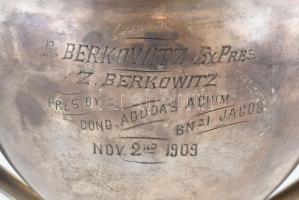 B. BERKOWITZ EX PRES
Z. BERKOWITZ
PRES. BY.
CONG. AGUDAS ACHIM
BNAI JACOB
NOV. 2ND 1909